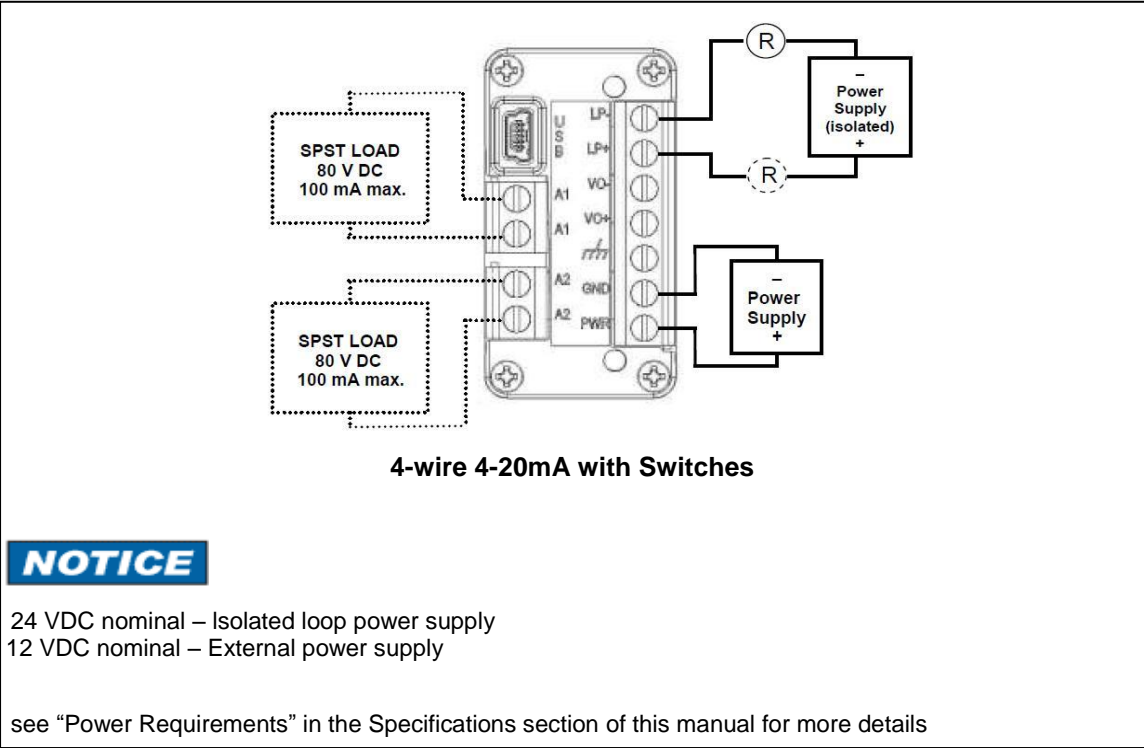 R
–
Power
Supply
(isolated)
+
R
SPST LOAD
80 V DC
100 mA max.
U
S
B
LP-
LP+
VO-
VO+
A1
A1
A2
A2
GND
PWR
–
Power
Supply
+
SPST LOAD
80 V DC
100 mA max.
4-wire 4-20mA with Switches
NOTICE
24 VDC nominal – Isolated loop power supply
12 VDC nominal – External power supply
see “Power Requirements” in the Specifications section of this manual for more details